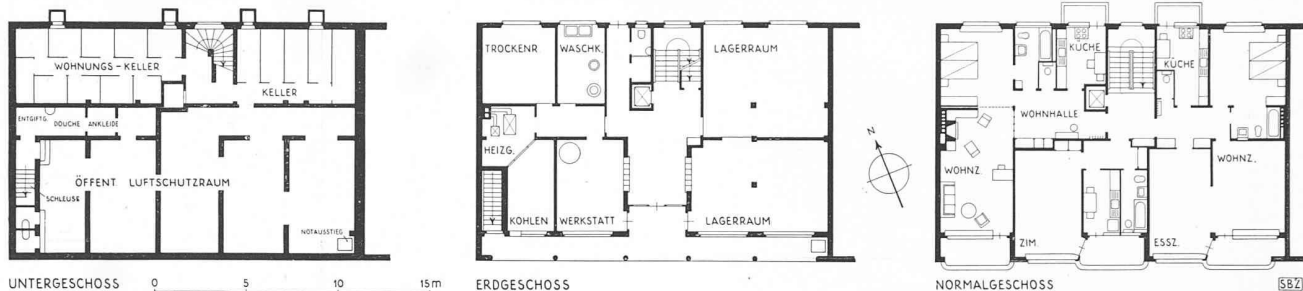 WOHNUNGS-KELLER
KELLER
ENTGIFTG.
DOUCHE
ANKLEIDE
ÖFFENT LUFTSCHUTZRAUM
SCHLEUSE
NOTAUSSTIEG
UNTERGESCHOSS 0 5 10 15m
TROCKENR
WASCHK.
LAGERRAUM
HEIZG.
KOHLEN
WERKSTATT
LAGERRAUM
ERDGESCHOSS
N
KÜCHE
KÜCHE
WOHNHALLE
WOHNZ.
WOHNZ.
ZIM.
ESSZ.
NORMALGESCHOSS
SBZ